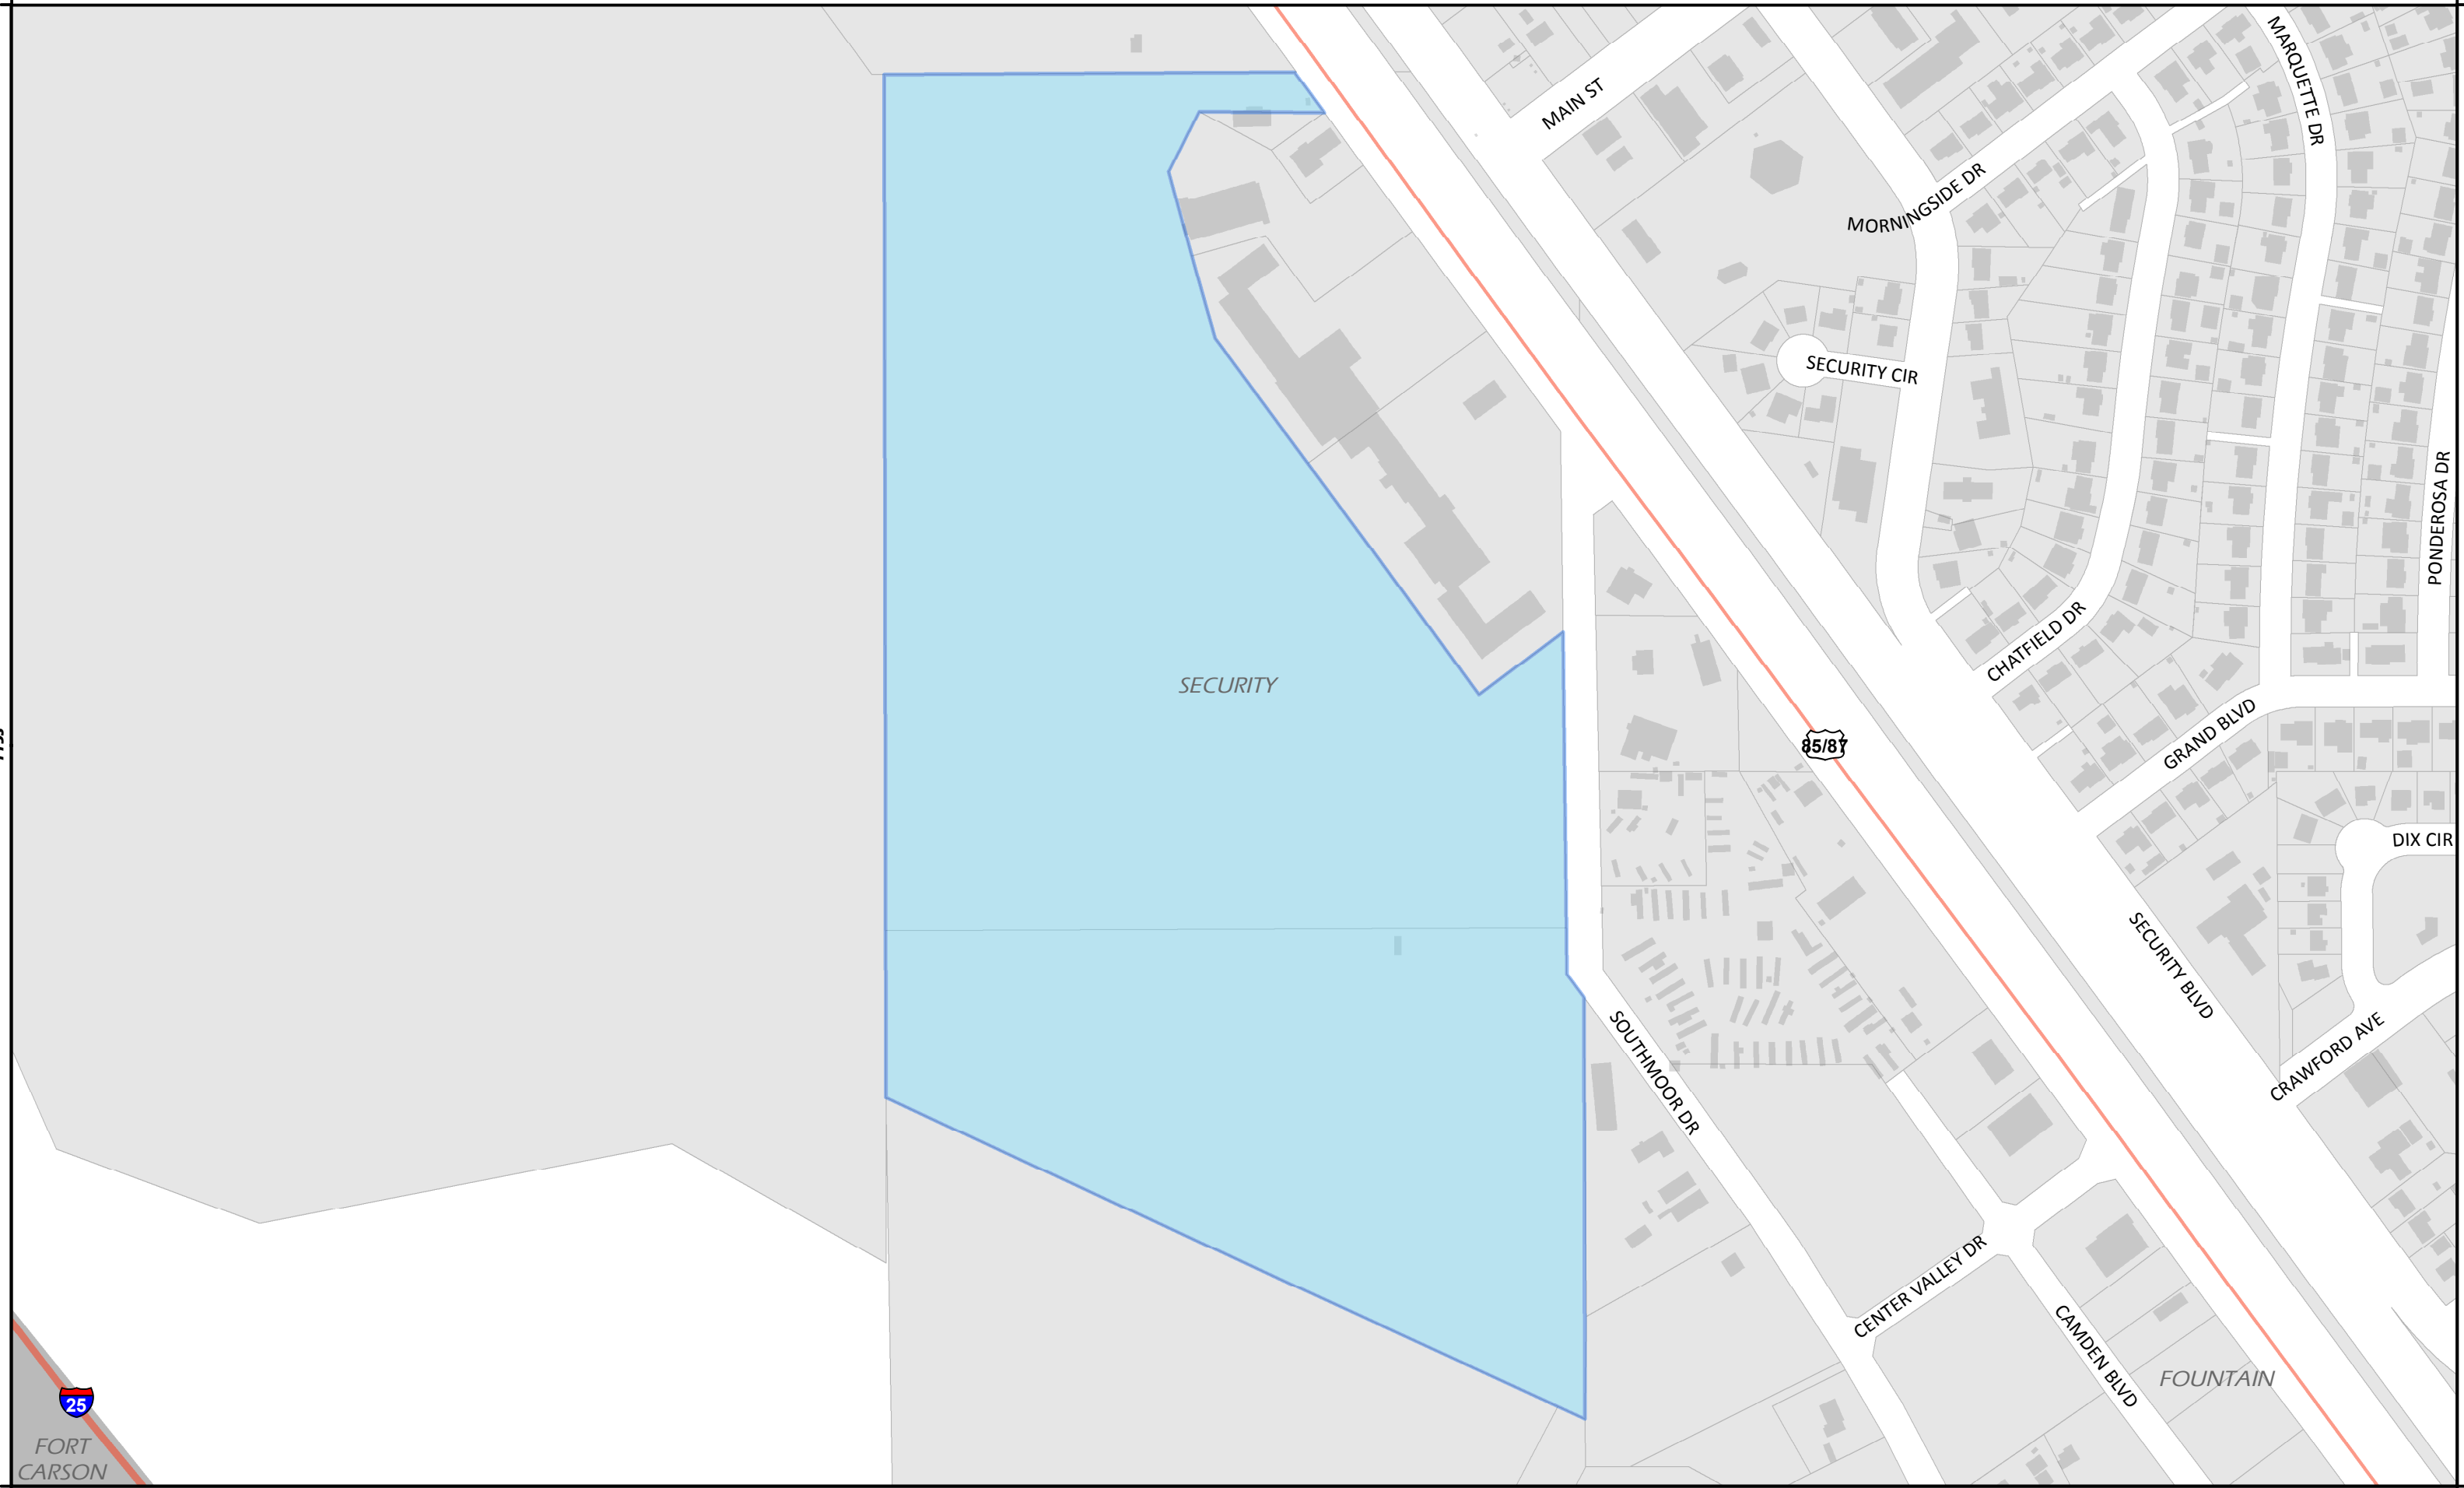 MAIN ST
MARQUETTE DR
MORNINGSIDE DR
SECURITY CIR
PONDEROSA DR
CHATFIELD DR
SECURITY
GRAND BLVD
85/87
DIX CIR
SECURITY BLVD
SOUTHMOOR DR
CRAWFORD AVE
CENTER VALLEY DR
CAMDEN BLVD
FOUNTAIN
25
FORT
CARSON